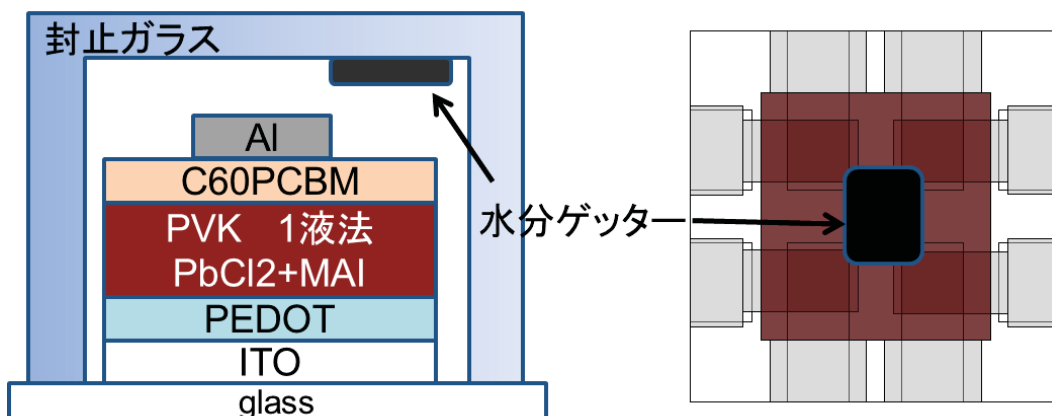 封止ガラス
Al
C60PCBM
PVK 1液法
PbCl2+MAI
PEDOT
ITO
glass
水分ゲッター